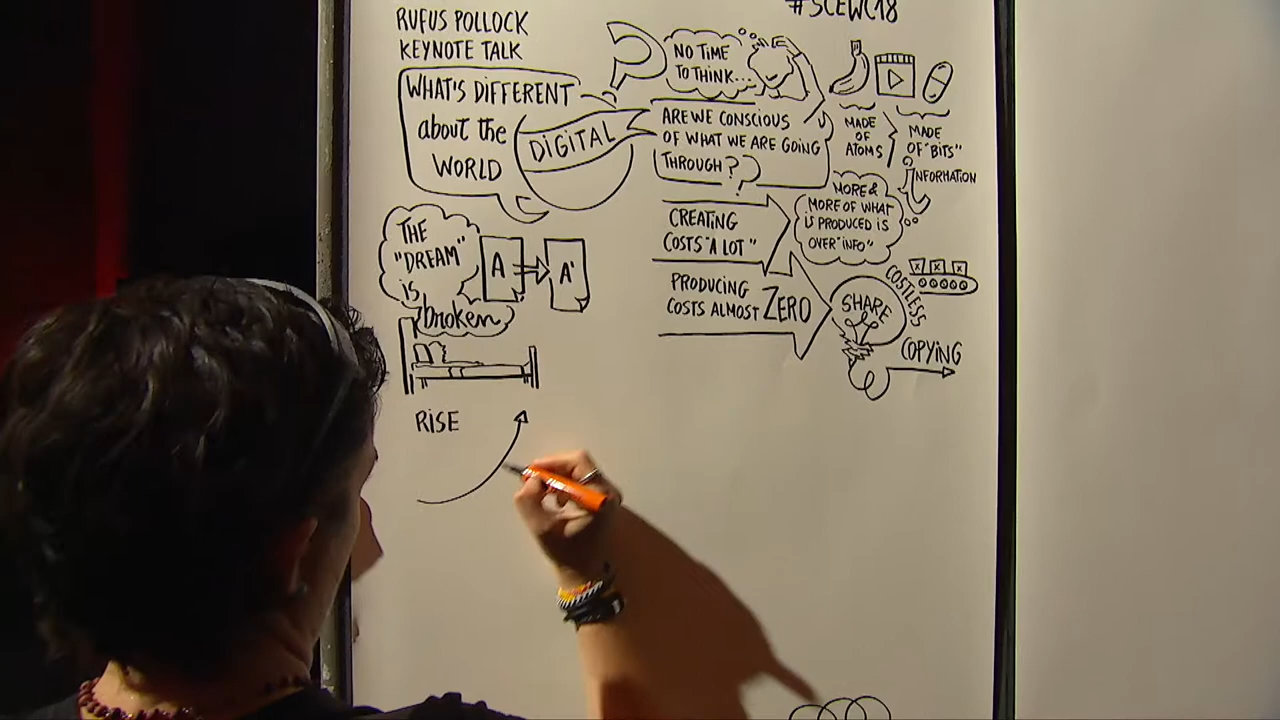 #SCEWC18
RUFUS POLLOCK
KEYNOTE TALK
WHAT'S DIFFERENT
about the
WORLD
DIGITAL
NO TIME
TO THINK...
ARE WE CONSCIOUS
OF WHAT WE ARE GOING
THROUGH??
MADE
OF
ATOMS
MADE
OF "BITS"
INFORMATION
MORE &
MORE OF WHAT
IS PRODUCED IS
OVER "INFO"
CREATING
COSTS "A LOT"
PRODUCING
COSTS ALMOST ZERO
SHARE
COSTLESS
X X X
COPYING
THE
"DREAM"
is
broken
A
A'
RISE